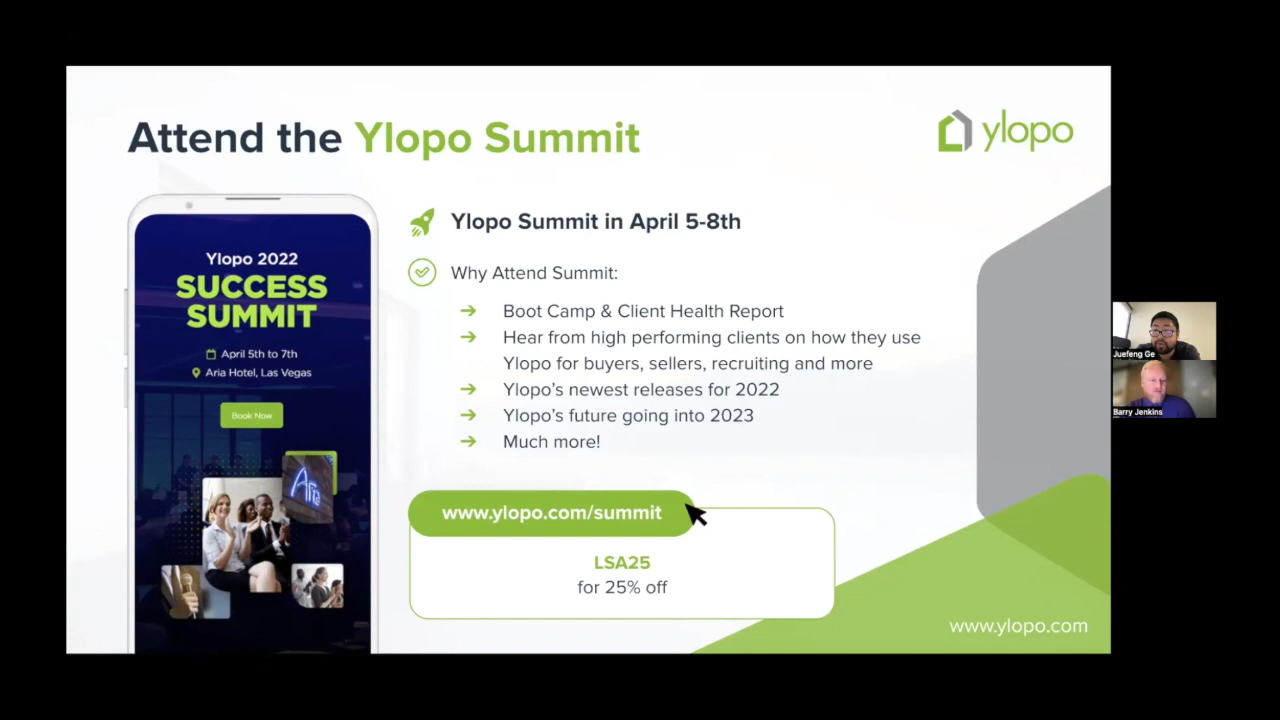 Attend the Ylopo Summit
ylopo
Ylopo Summit in April 5-8th
Why Attend Summit:
Boot Camp & Client Health Report
Hear from high performing clients on how they use
Ylopo for buyers, sellers, recruiting and more
Ylopo's newest releases for 2022
Ylopo's future going into 2023
Much more!
www.ylopo.com/summit
LSA25
for 25% off
www.ylopo.com
Ylopo 2022
SUCCESS
SUMMIT
April 5th to 7th
Aria Hotel, Las Vegas
Book Now
Aria
Juefeng Ge
Barry Jenkins